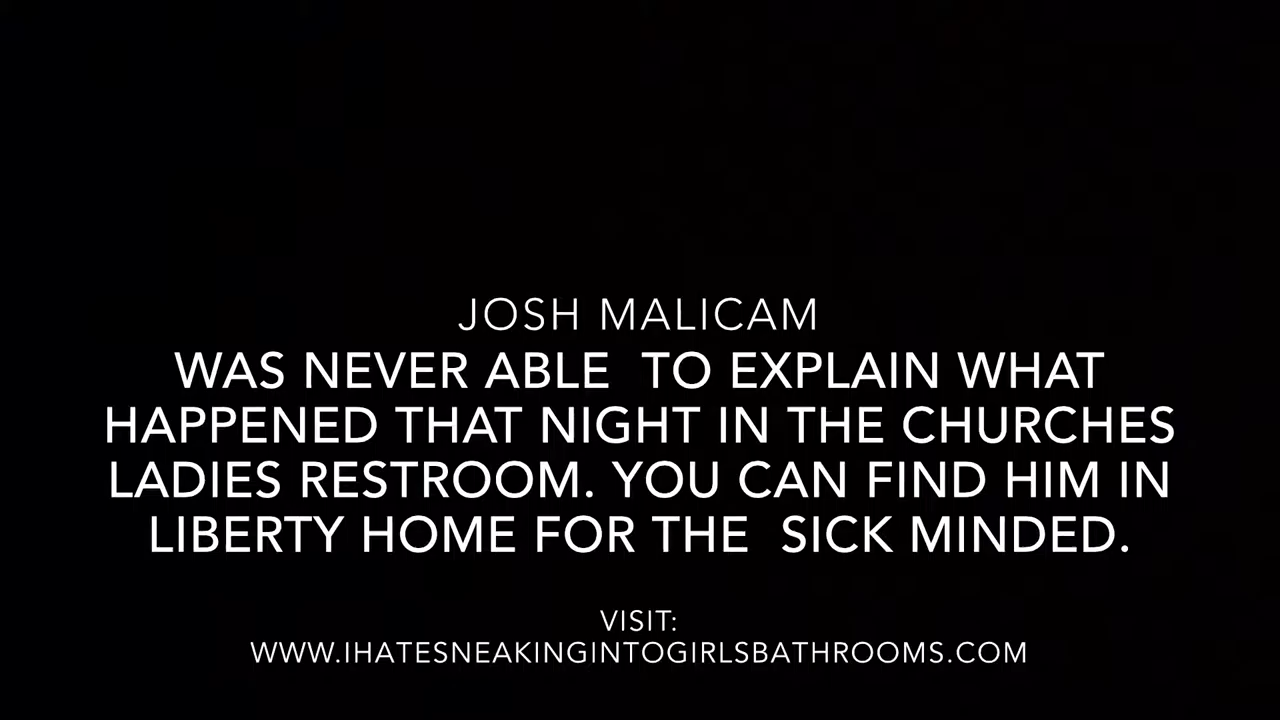 JOSH MALICAM
WAS NEVER ABLE TO EXPLAIN WHAT
HAPPENED THAT NIGHT IN THE CHURCHES
LADIES RESTROOM. YOU CAN FIND HIM IN
LIBERTY HOME FOR THE SICK MINDED.
VISIT:
WWW.IHATESNEAKINGINTOGIRLSBATHROOMS.COM